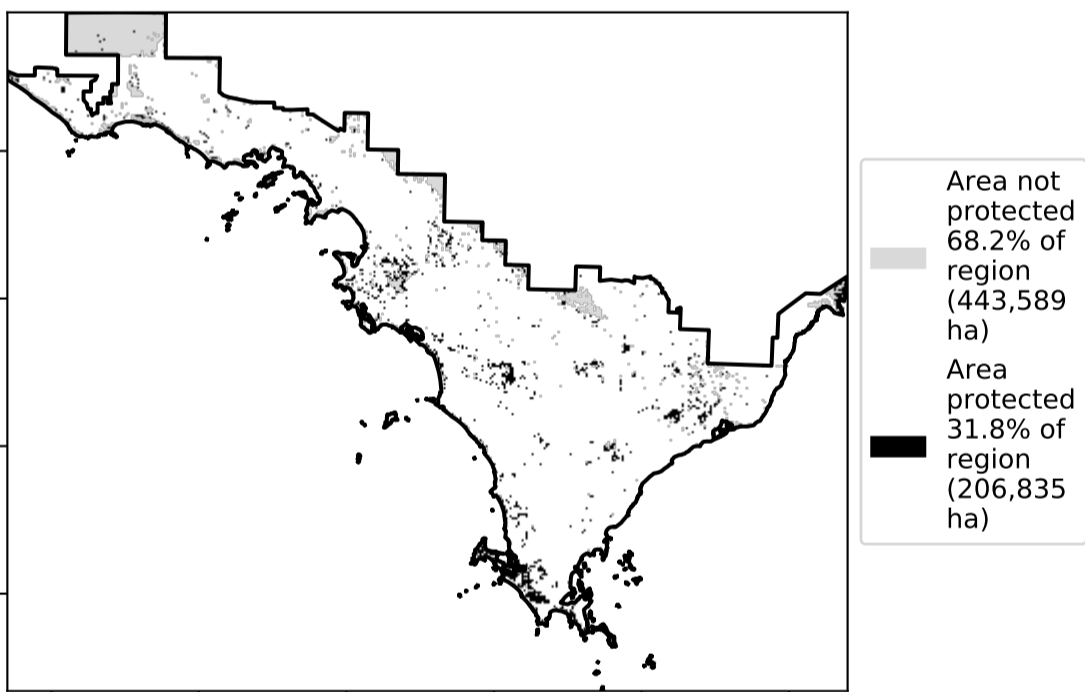 Area not
protected
68.2% of
region
(443,589
ha)
Area
protected
31.8% of
region
(206,835
ha)